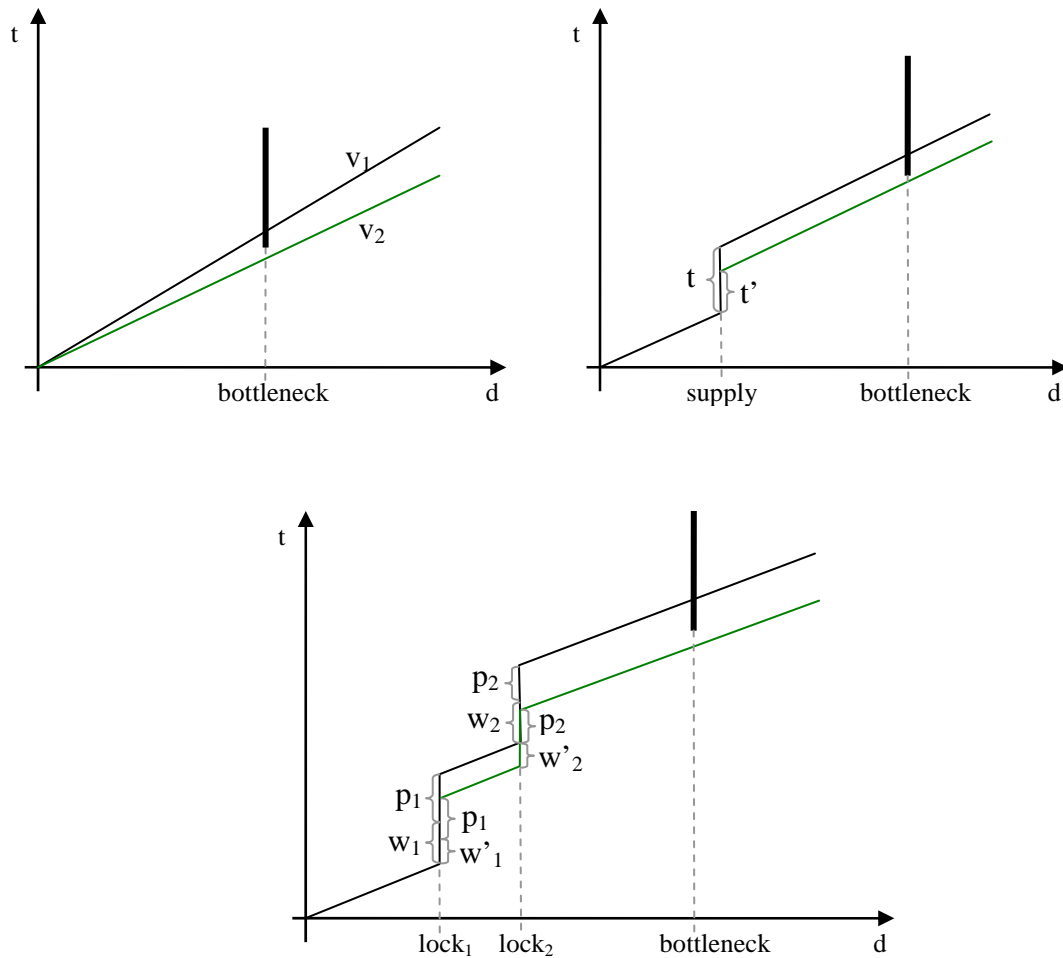 t
v₁
v₂
bottleneck d
t
t t’
supply bottleneck d
t
p₂
w₂ p₂
w’₂
p₁ p₁
w₁ w’₁
lock₁ lock₂ bottleneck d